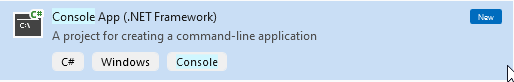 C#
C:\
Console App (.NET Framework)
New
A project for creating a command-line application
C# Windows Console